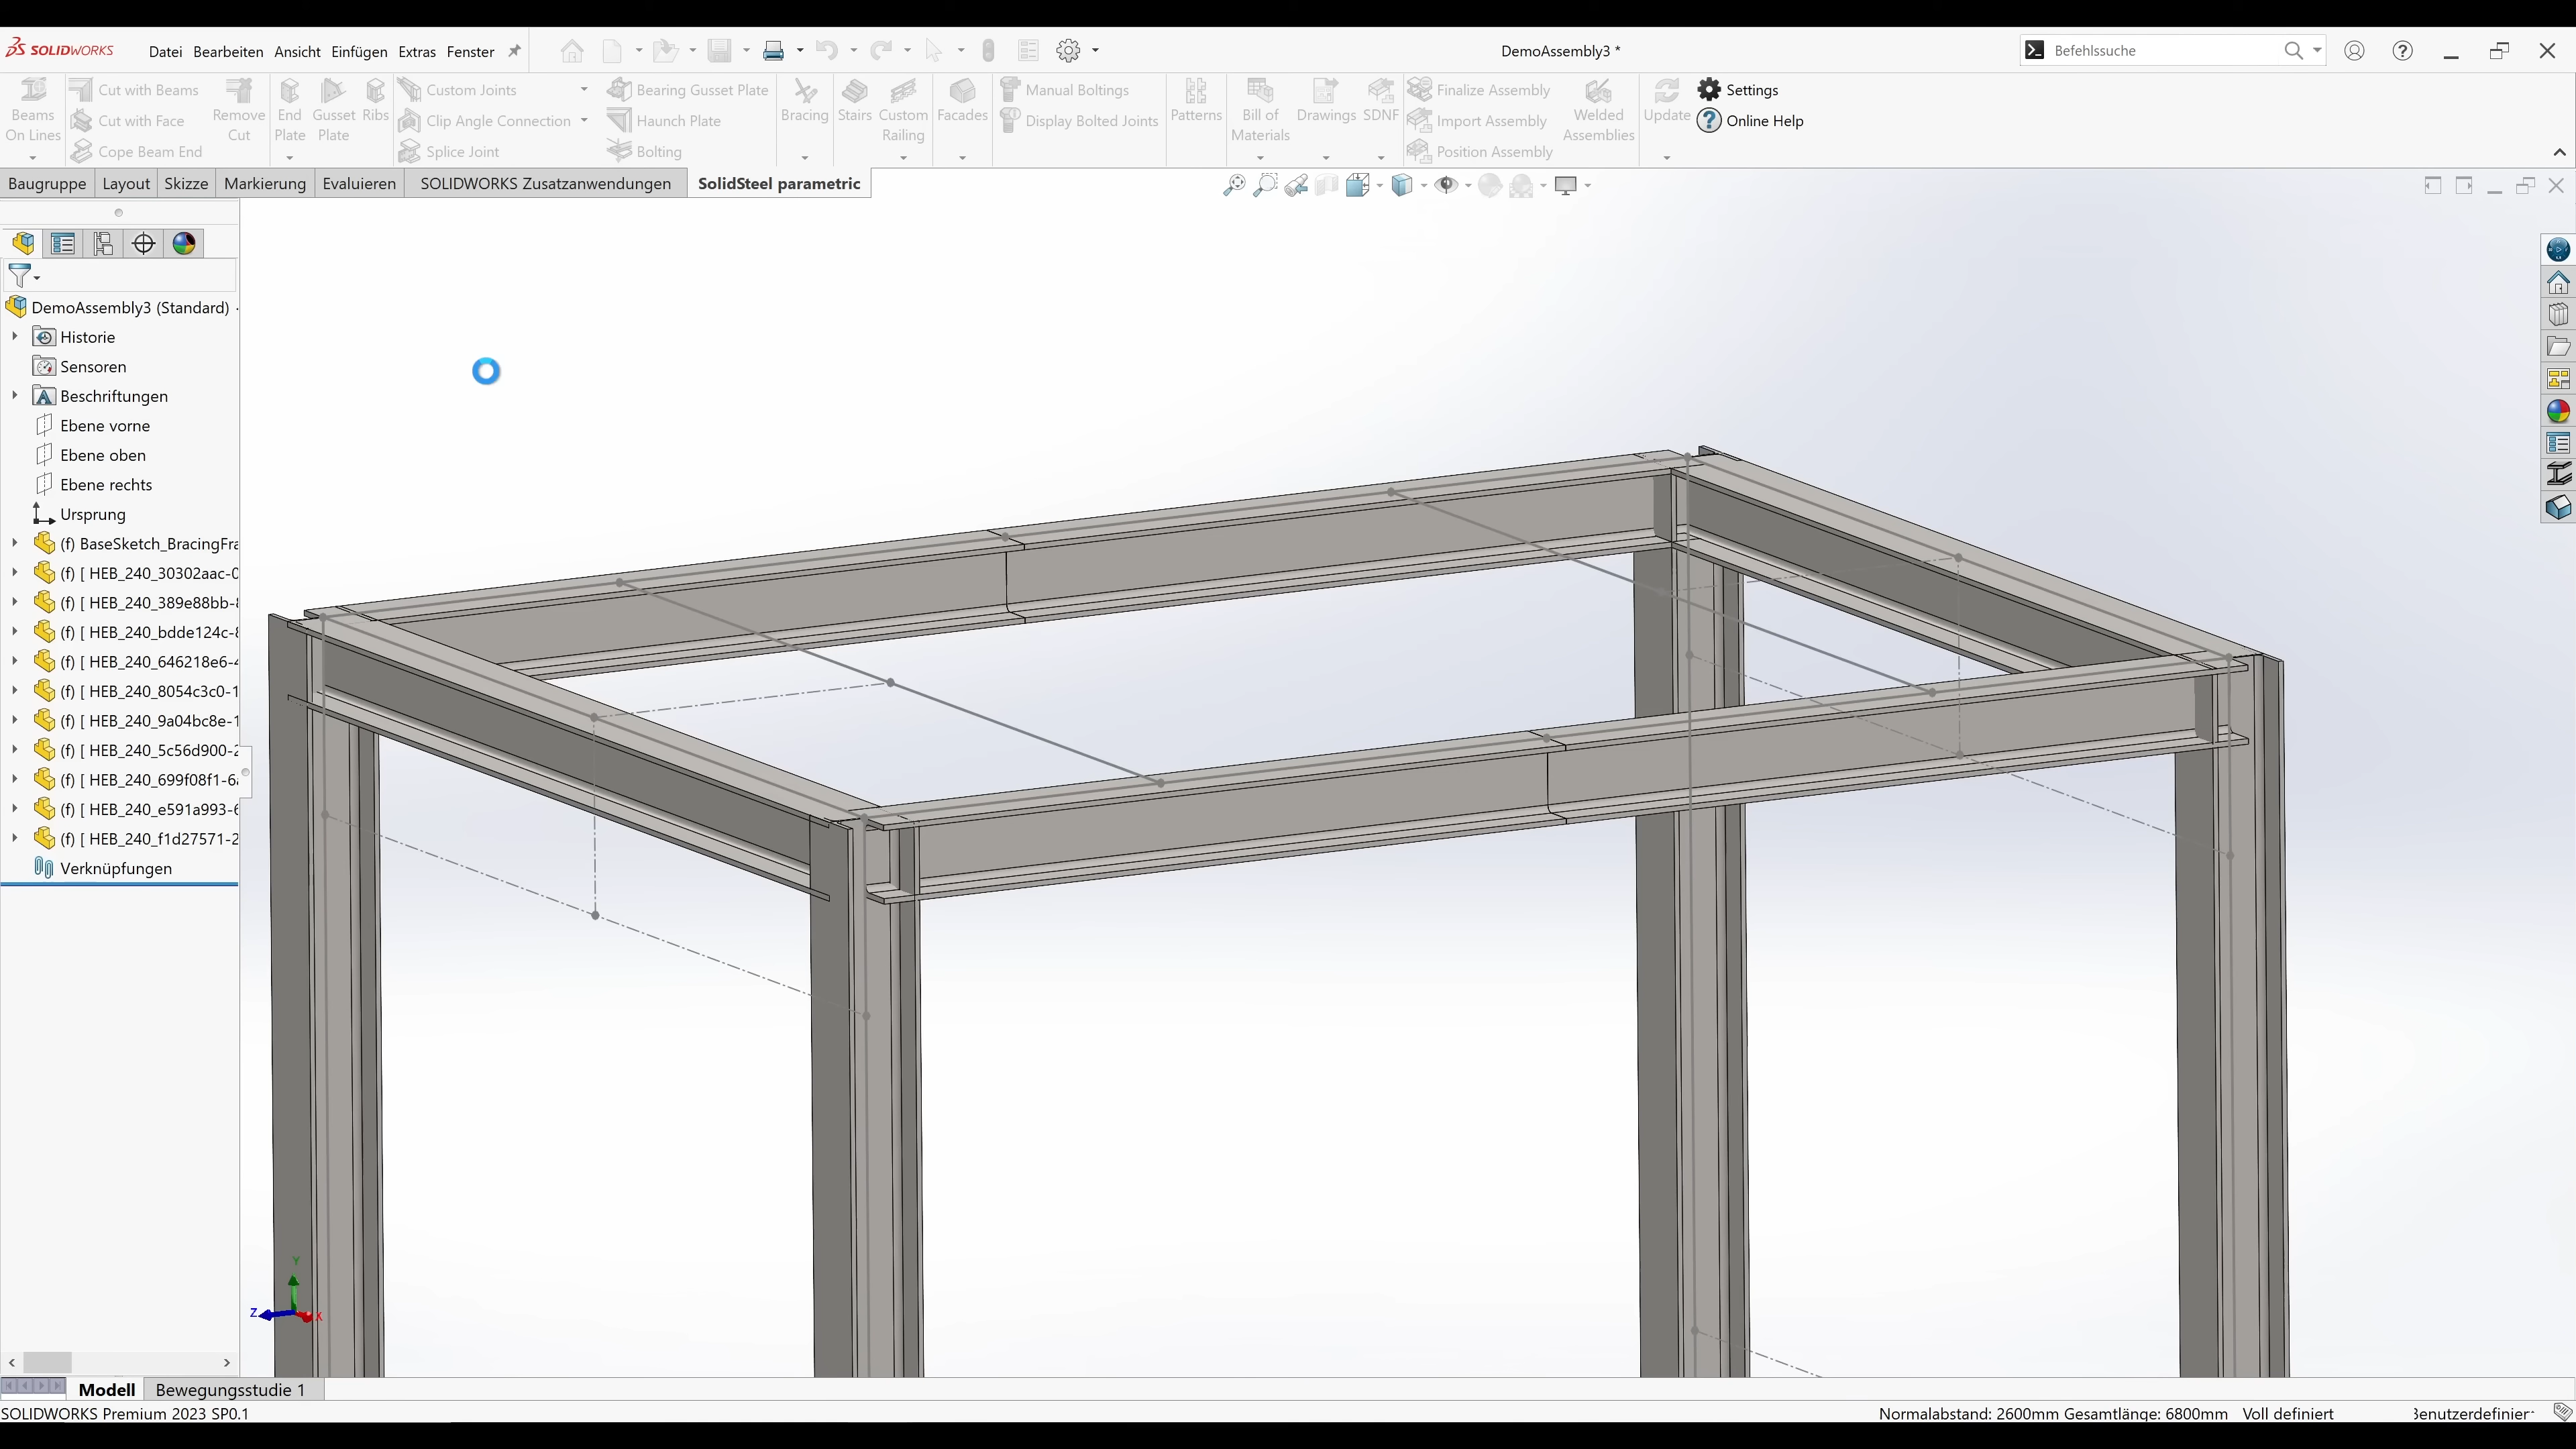 SOLIDWORKS Datei Bearbeiten Ansicht Einfügen Extras Fenster DemoAssembly3 * Befehlssuche
Beams On Lines
Cut with Beams
Cut with Face
Cope Beam End
Remove Cut
End Plate
Gusset Plate
Ribs
Custom Joints
Clip Angle Connection
Splice Joint
Bearing Gusset Plate
Haunch Plate
Bolting
Bracing
Stairs
Custom Railing
Facades
Manual Boltings
Display Bolted Joints
Patterns
Bill of Materials
Drawings
SDNF
Finalize Assembly
Import Assembly
Position Assembly
Welded Assemblies
Update
Settings
Online Help
Baugruppe Layout Skizze Markierung Evaluieren SOLIDWORKS Zusatzanwendungen SolidSteel parametric
DemoAssembly3 (Standard)
Historie
Sensoren
Beschriftungen
Ebene vorne
Ebene oben
Ebene rechts
Ursprung
(f) BaseSketch_BracingFra
(f) [ HEB_240_30302aac-0
(f) [ HEB_240_389e88bb-8
(f) [ HEB_240_bdde124c-8
(f) [ HEB_240_646218e6-4
(f) [ HEB_240_8054c3c0-1
(f) [ HEB_240_9a04bc8e-1
(f) [ HEB_240_5c56d900-2
(f) [ HEB_240_699f08f1-6a
(f) [ HEB_240_e591a993-6
(f) [ HEB_240_f1d27571-2
Verknüpfungen
Y
Z X
Modell Bewegungsstudie 1
SOLIDWORKS Premium 2023 SP0.1 Normalabstand: 2600mm Gesamtlänge: 6800mm Voll definiert